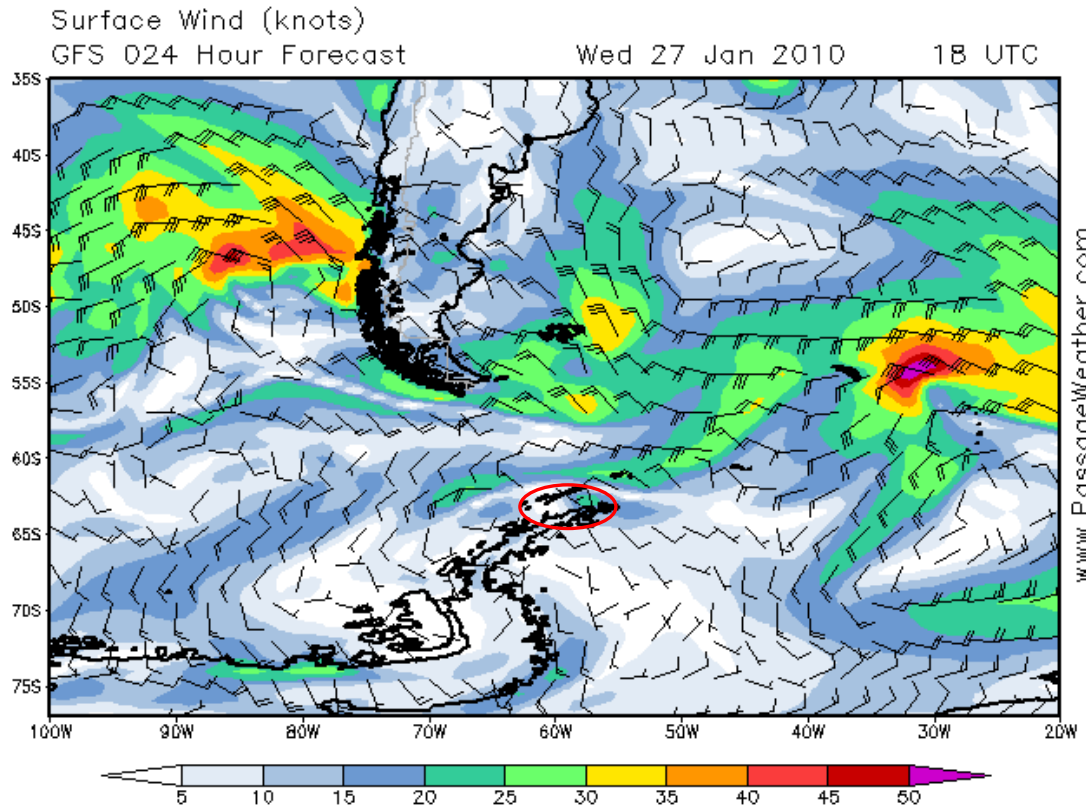 Surface Wind (knots)
GFS 024 Hour Forecast Wed 27 Jan 2010 18 UTC
35S
40S
45S
50S
55S
60S
65S
70S
75S
100W 90W 80W 70W 60W 50W 40W 30W 20W
5 10 15 20 25 30 35 40 45 50
www.PassageWeather.com